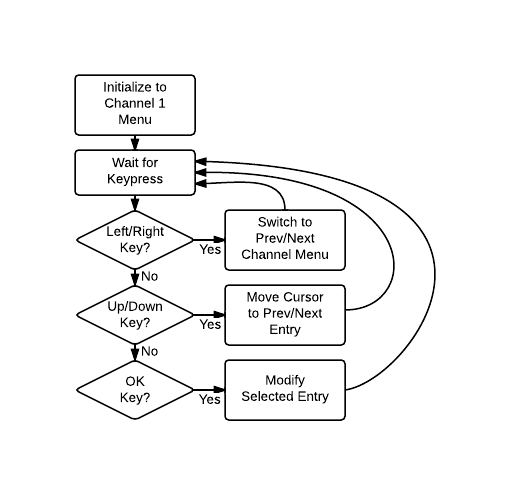 Initialize to
Channel 1
Menu
Wait for
Keypress
Left/Right
Key?
Yes
Switch to
Prev/Next
Channel Menu
No
Up/Down
Key?
Yes
Move Cursor
to Prev/Next
Entry
No
OK
Key?
Yes
Modify
Selected Entry